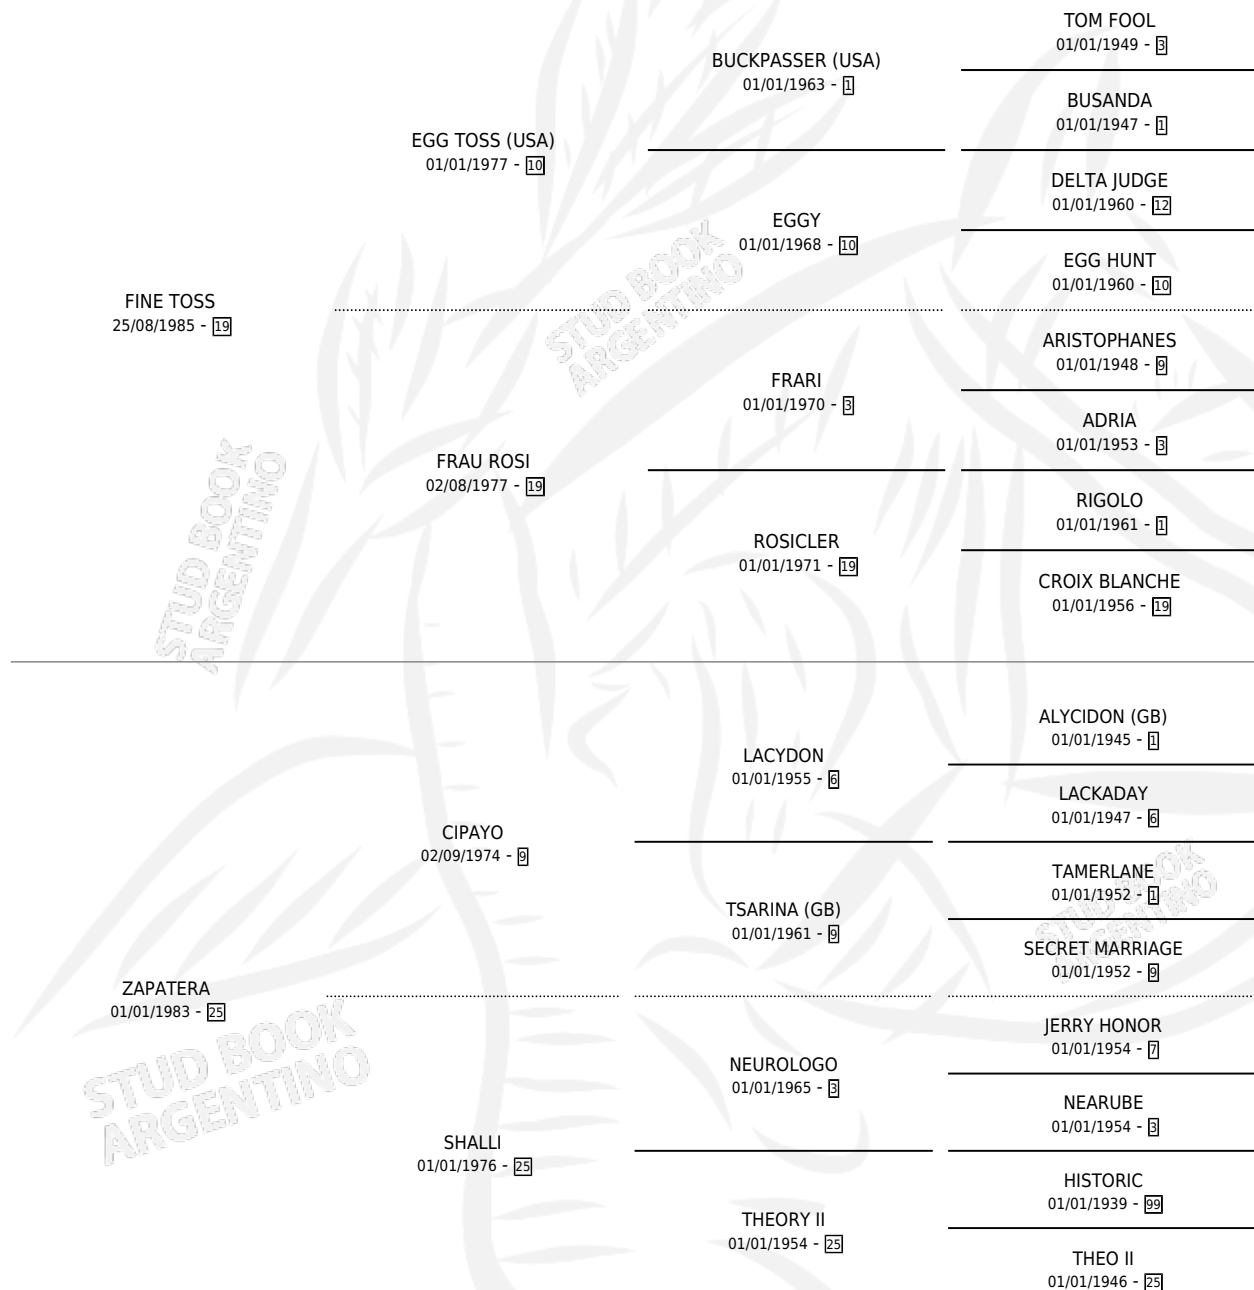 TOM FOOL
01/01/1949 - 3
BUCKPASSER (USA)
01/01/1963 - 1
BUSANDA
01/01/1947 - 1
EGG TOSS (USA)
01/01/1977 - 10
DELTA JUDGE
01/01/1960 - 12
EGGY
01/01/1968 - 10
EGG HUNT
01/01/1960 - 10
FINE TOSS
25/08/1985 - 19
STUD BOOK
ARGENTINO
ARISTOPHANES
01/01/1948 - 9
FRARI
01/01/1970 - 3
ADRIA
01/01/1953 - 3
FRAU ROSI
02/08/1977 - 19
RIGOLO
01/01/1961 - 1
ROSICLER
01/01/1971 - 19
CROIX BLANCHE
01/01/1956 - 19
STUD BOOK
ARGENTINO
ALYCIDON (GB)
01/01/1945 - 1
LACYDON
01/01/1955 - 6
LACKADAY
01/01/1947 - 6
CIPAYO
02/09/1974 - 9
TAMERLANE
01/01/1952 - 1
TSARINA (GB)
01/01/1961 - 9
SECRET MARRIAGE
01/01/1952 - 9
STUD BOOK
ARGENTINO
ZAPATERA
01/01/1983 - 25
JERRY HONOR
01/01/1954 - 7
NEUROLOGO
01/01/1965 - 3
NEARUBE
01/01/1954 - 3
STUD BOOK
ARGENTINO
SHALLI
01/01/1976 - 25
HISTORIC
01/01/1939 - 99
THEORY II
01/01/1954 - 25
THEO II
01/01/1946 - 25